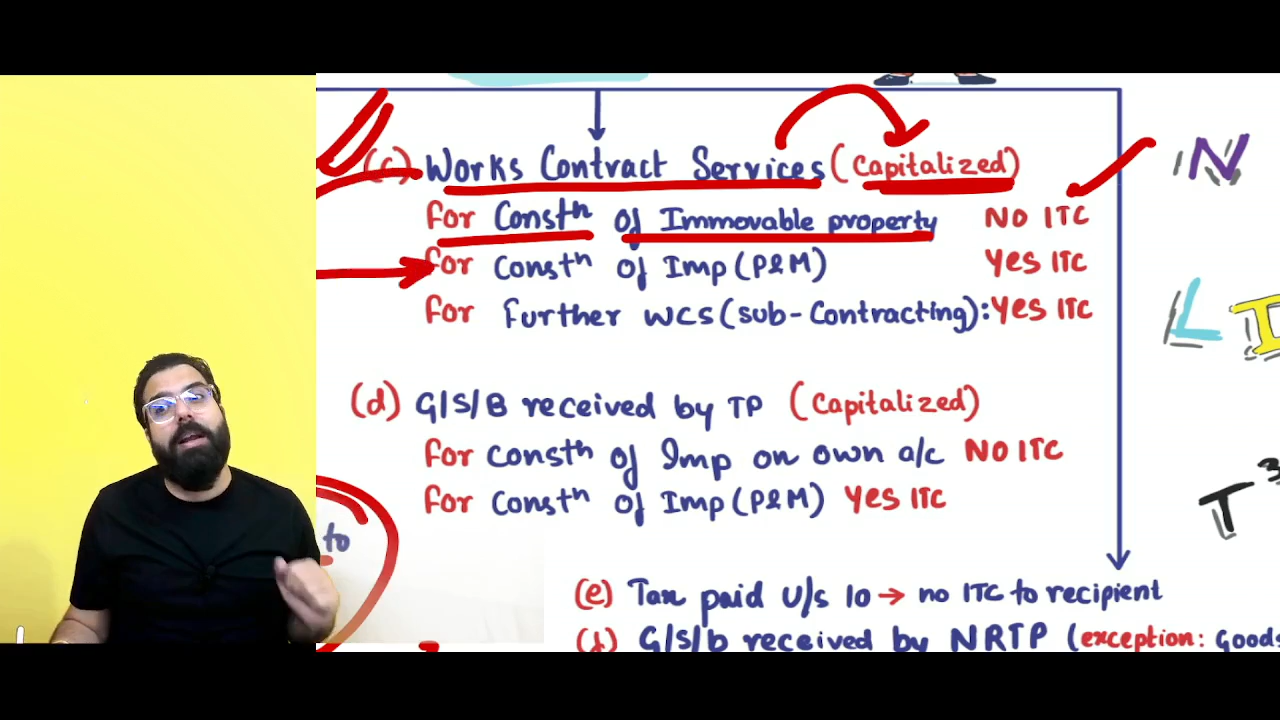 (c) Works Contract Services (Capitalized)
for Constⁿ of Immovable property NO ITC
for Constⁿ of Imp (P&M) Yes ITC
for further WCS (sub-Contracting): Yes ITC
(d) G/S/B received by TP (Capitalized)
for Constⁿ of Imp on own a/c NO ITC
for Constⁿ of Imp (P&M) Yes ITC
to
(e) Tax paid U/s 10 → no ITC to recipient
(f) G/S/b received by NRTP (exception: Goods
N
L I
T³